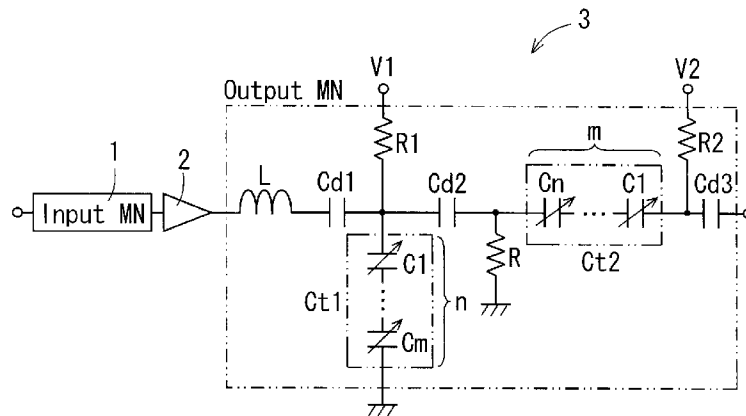 3
V1
V2
Output MN
R1
m
R2
1
2
L
Cd1
Cd2
Cn
C1
Cd3
Input MN
...
R
Ct2
C1
Ct1
n
Cm